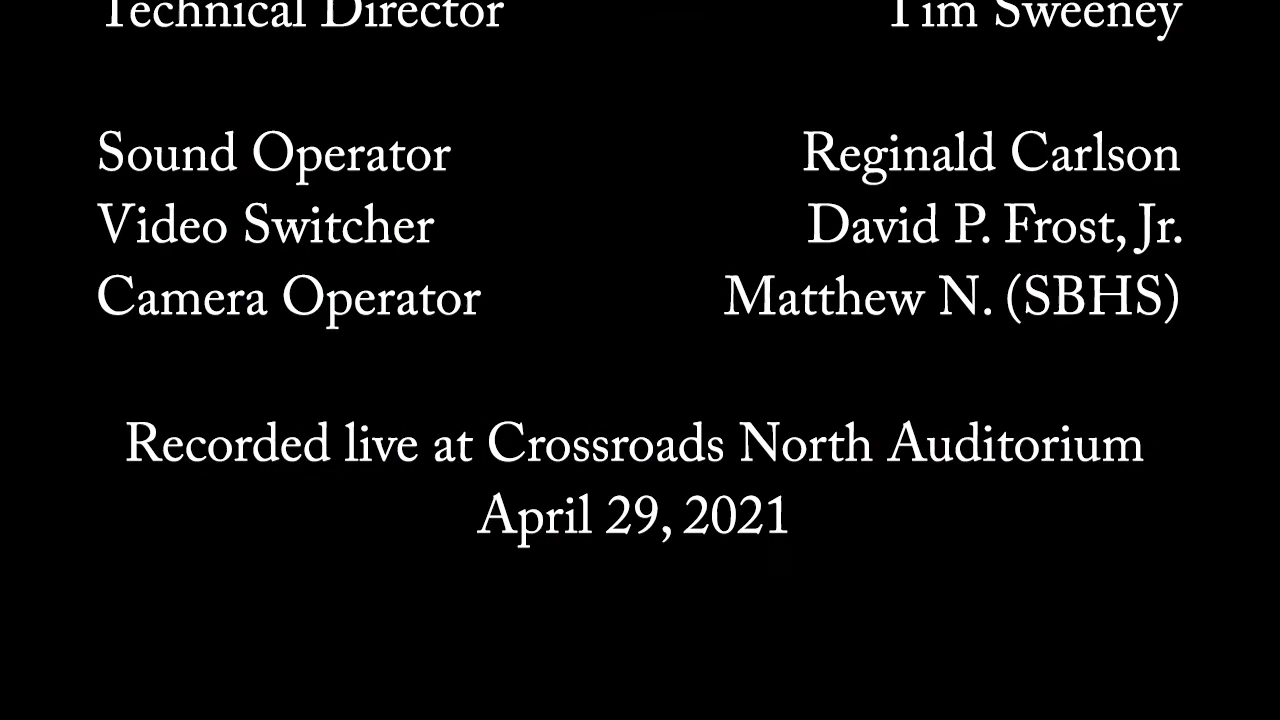 Technical Director Tim Sweeney
Sound Operator Reginald Carlson
Video Switcher David P. Frost, Jr.
Camera Operator Matthew N. (SBHS)
Recorded live at Crossroads North Auditorium
April 29, 2021